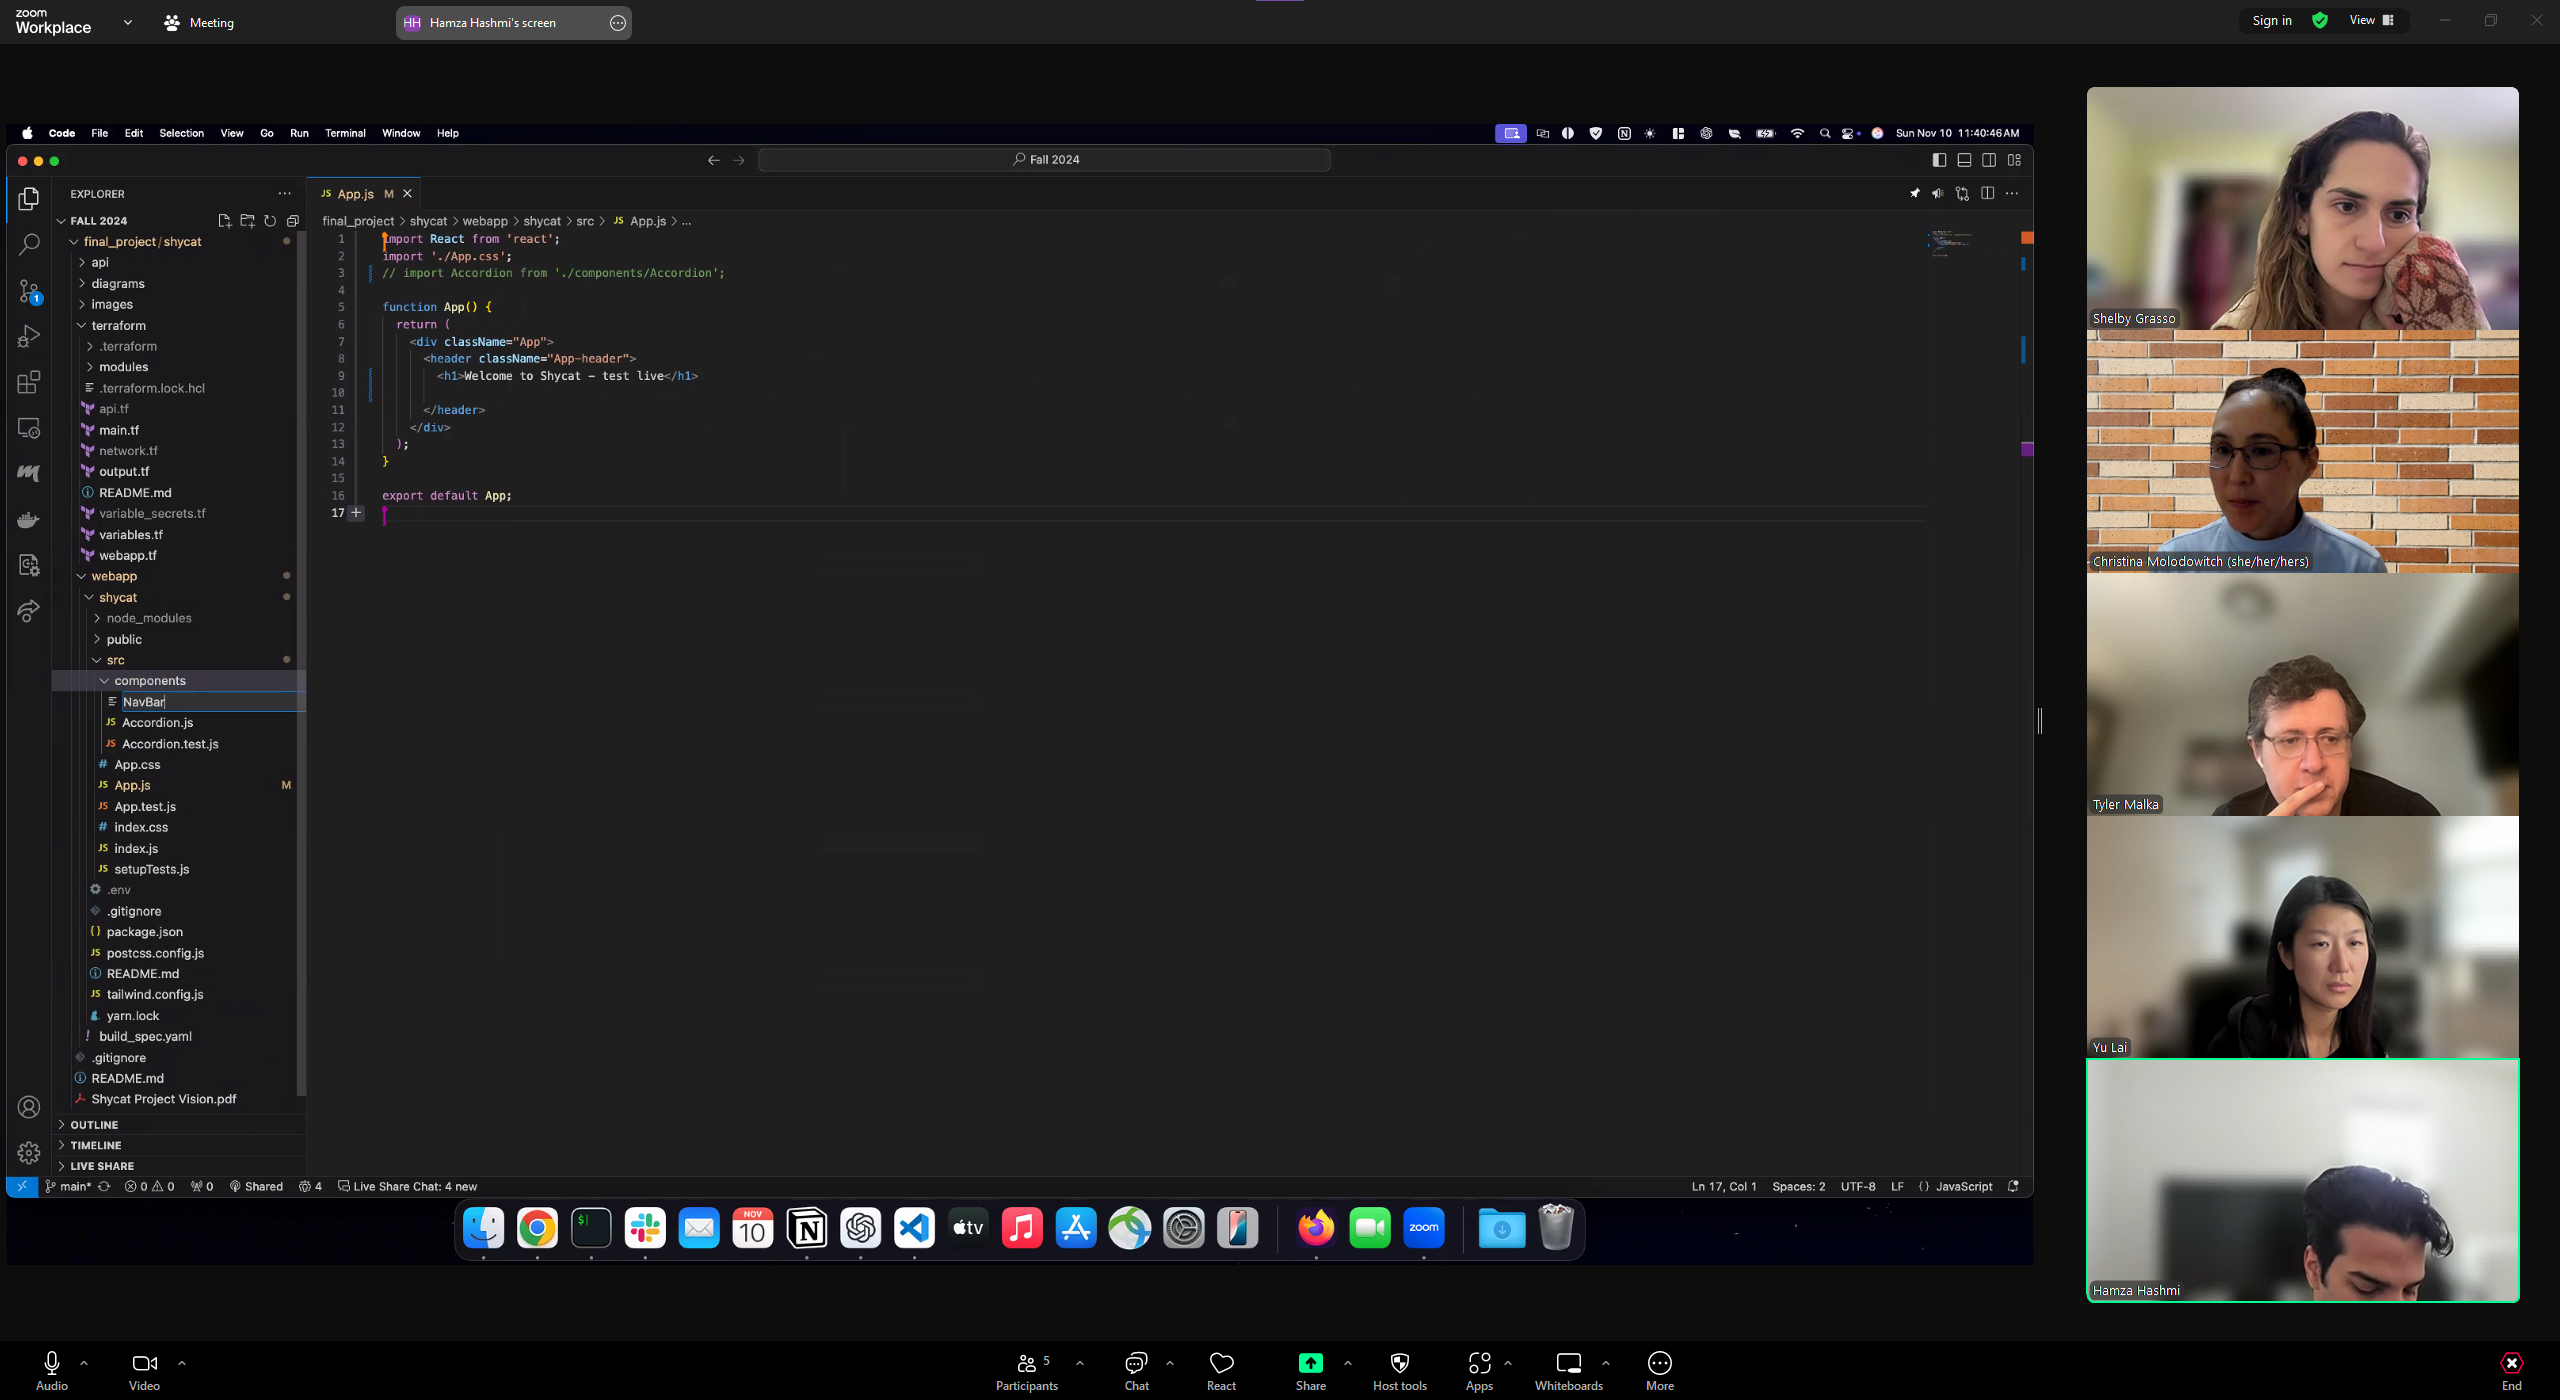 zoom
Workplace
Meeting
HH Hamza Hashmi's screen
Sign in
View
Code File Edit Selection View Go Run Terminal Window Help
Sun Nov 10 11:40:46 AM
Fall 2024
EXPLORER
JS App.js M
FALL 2024
final_project > shycat > webapp > shycat > src > JS App.js > ...
final_project / shycat
api
diagrams
images
terraform
.terraform
modules
.terraform.lock.hcl
api.tf
main.tf
network.tf
output.tf
README.md
variable_secrets.tf
variables.tf
webapp.tf
webapp
shycat
node_modules
public
src
components
NavBar
JS Accordion.js
JS Accordion.test.js
# App.css
JS App.js M
JS App.test.js
# index.css
JS index.js
JS setupTests.js
.env
.gitignore
{} package.json
JS postcss.config.js
README.md
JS tailwind.config.js
yarn.lock
! build_spec.yaml
.gitignore
README.md
Shycat Project Vision.pdf
OUTLINE
TIMELINE
LIVE SHARE
1 import React from 'react';
2 import './App.css';
3 // import Accordion from './components/Accordion';
4
5 function App() {
6 return (
7 <div className="App">
8 <header className="App-header">
9 <h1>Welcome to Shycat - test live</h1>
10
11 </header>
12 </div>
13 );
14 }
15
16 export default App;
17
main* 0 0 0 Shared 4 Live Share Chat: 4 new
Ln 17, Col 1 Spaces: 2 UTF-8 LF {} JavaScript
NOV
10
tv
zoom
Shelby Grasso
Christina Molodowitch (she/her/hers)
Tyler Malka
Yu Lai
Hamza Hashmi
Audio
Video
Participants 5
Chat
React
Share
Host tools
Apps
Whiteboards
More
End